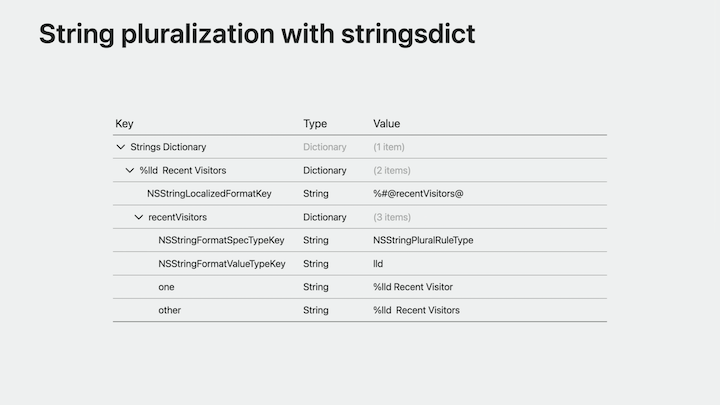 String pluralization with stringsdict
Key Type Value
Strings Dictionary Dictionary (1 item)
%lld  Recent Visitors Dictionary (2 items)
NSStringLocalizedFormatKey String %#@recentVisitors@
recentVisitors Dictionary (3 items)
NSStringFormatSpecTypeKey String NSStringPluralRuleType
NSStringFormatValueTypeKey String lld
one String %lld Recent Visitor
other String %lld  Recent Visitors